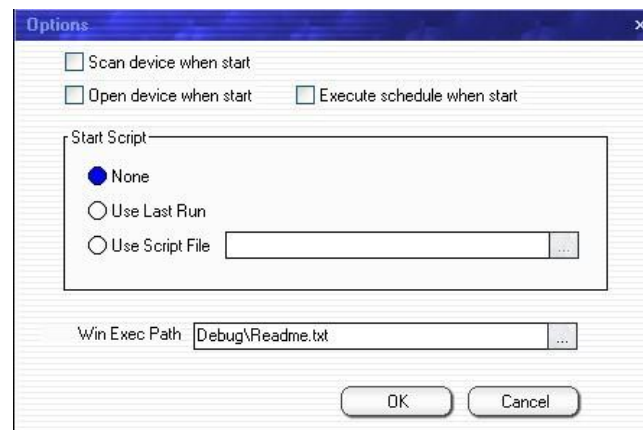 Options
Scan device when start
Open device when start Execute schedule when start
Start Script
None
Use Last Run
Use Script File ...
Win Exec Path Debug\Readme.txt ...
OK Cancel